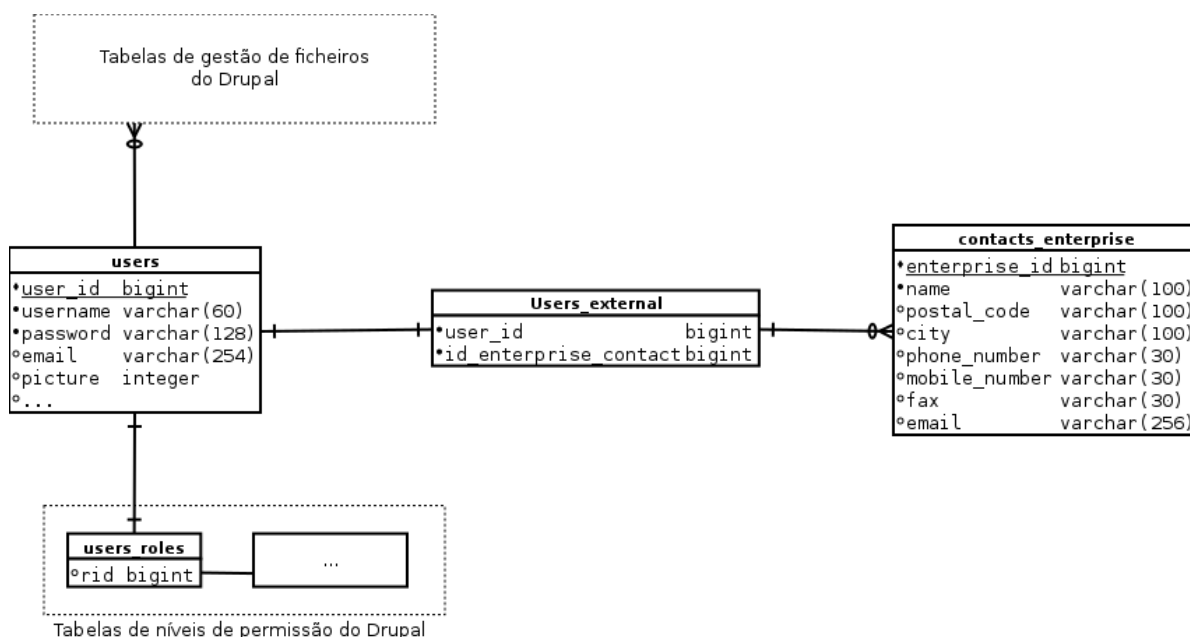 Tabelas de gestão de ficheiros
do Drupal
users
user_id bigint
username varchar(60)
password varchar(128)
email varchar(254)
picture integer
...
Users_external
user_id bigint
id_enterprise_contact bigint
contacts_enterprise
enterprise_id bigint
name varchar(100)
postal_code varchar(100)
city varchar(100)
phone_number varchar(30)
mobile_number varchar(30)
fax varchar(30)
email varchar(256)
users_roles
rid bigint
...
Tabelas de níveis de permissão do Drupal